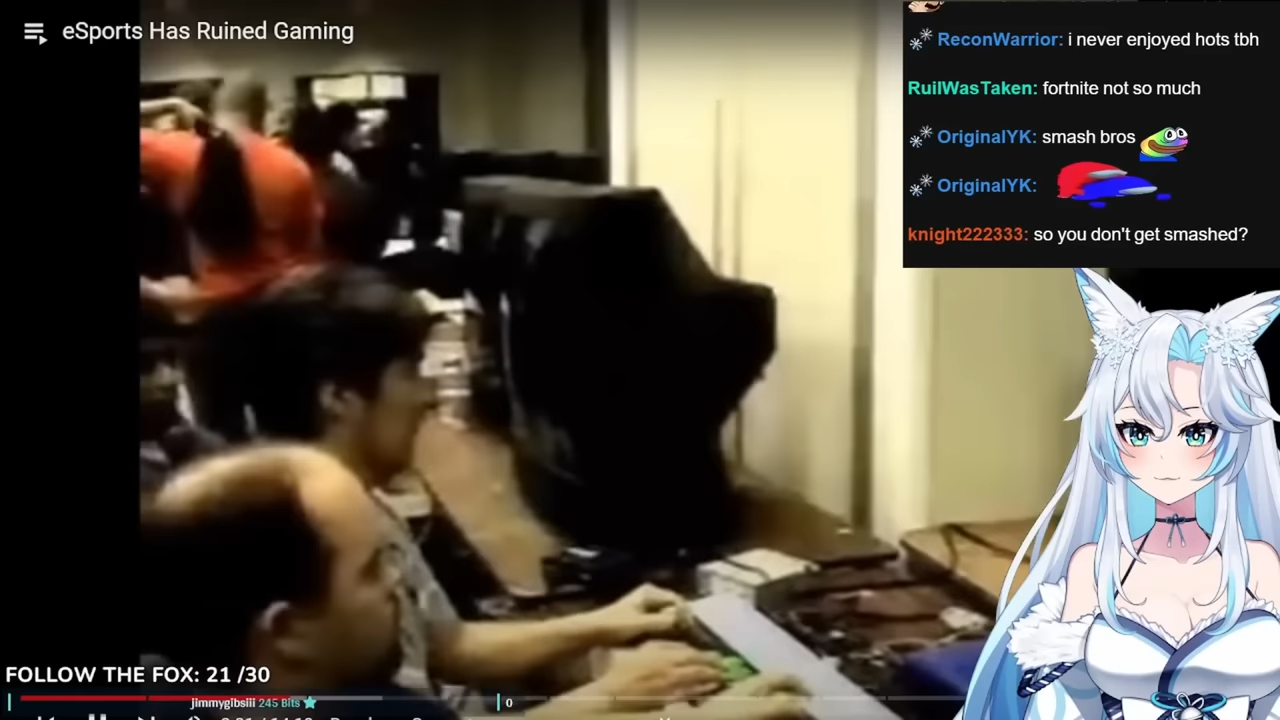 eSports Has Ruined Gaming
ReconWarrior: i never enjoyed hots tbh
RuilWasTaken: fortnite not so much
OriginalYK: smash bros
OriginalYK:
knight222333: so you don't get smashed?
FOLLOW THE FOX: 21 /30
jimmygibsiii 245 Bits
0